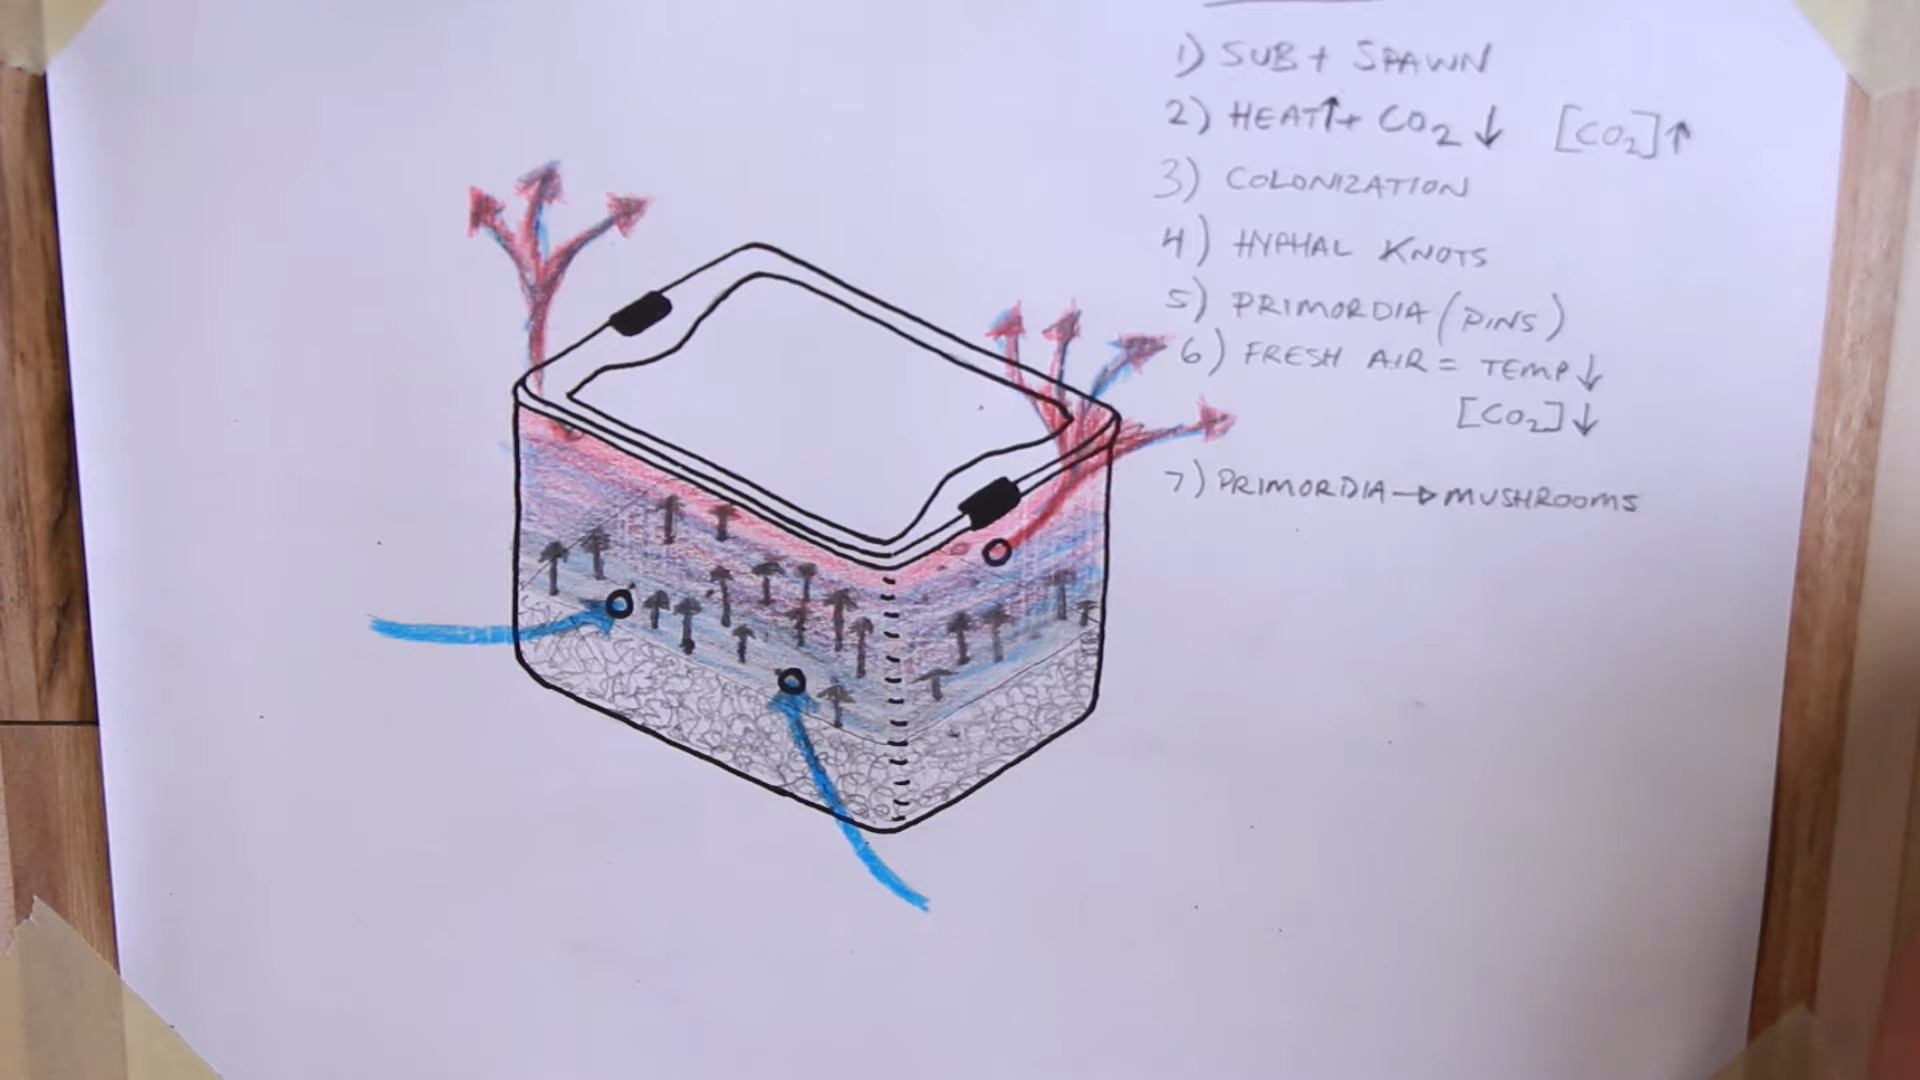 1) SUB + SPAWN
2) HEAT↑+ CO₂ ↓ [CO₂]↑
3) COLONIZATION
4) HYPHAL KNOTS
5) PRIMORDIA (PINS)
6) FRESH AIR = TEMP↓
[CO₂]↓
7) PRIMORDIA → MUSHROOMS